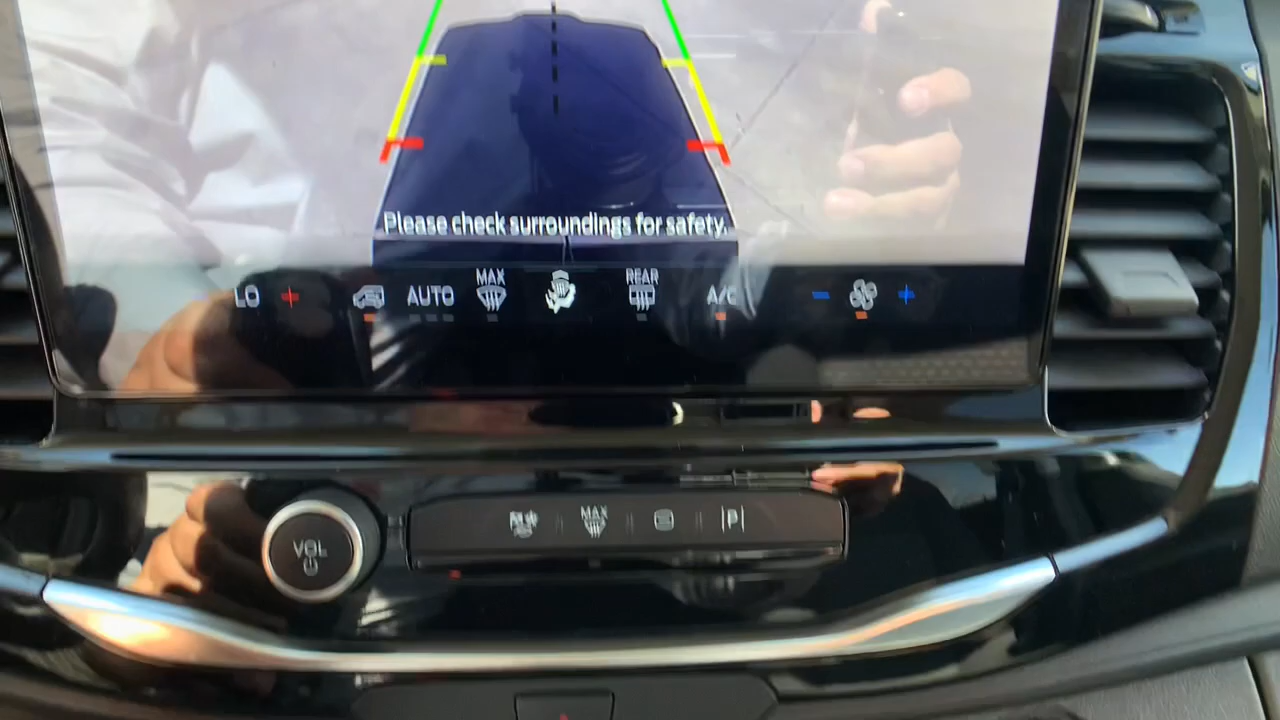 Please check surroundings for safety.
LO + AUTO MAX REAR A/C - +
VOL MAX P